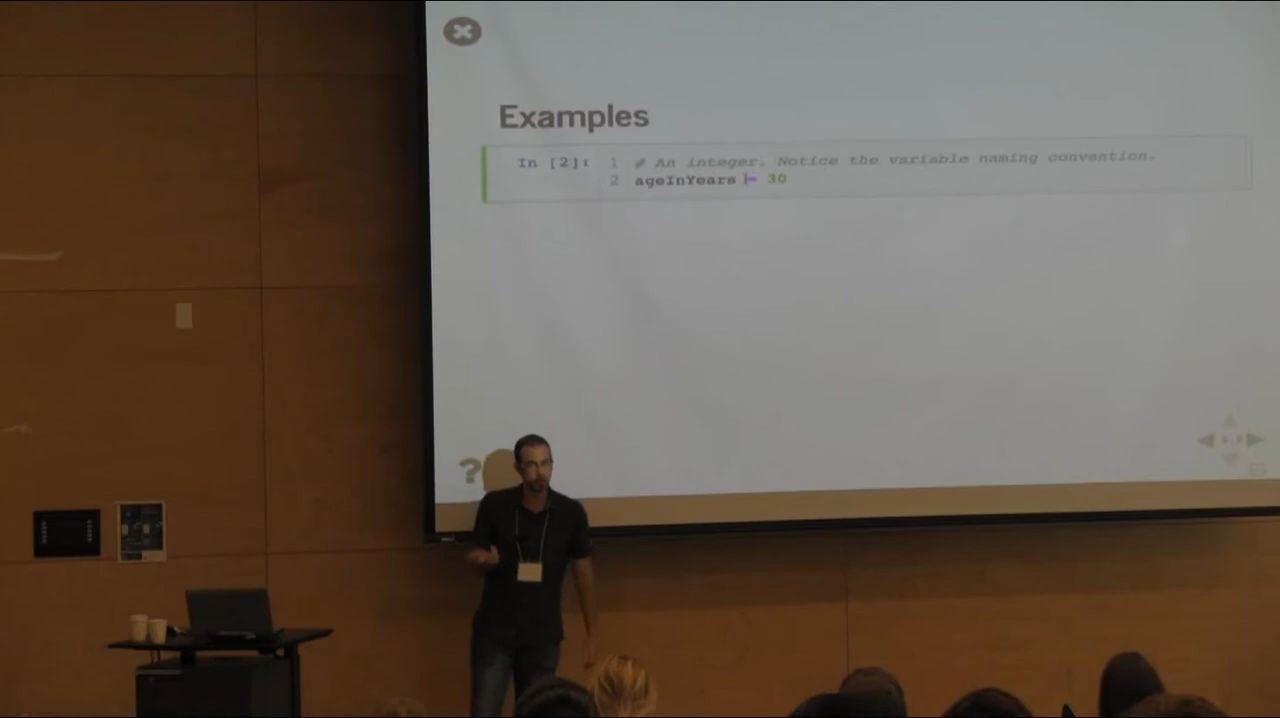 Examples
In [2]: 1 # An integer. Notice the variable naming convention.
2 ageInYears = 30
?